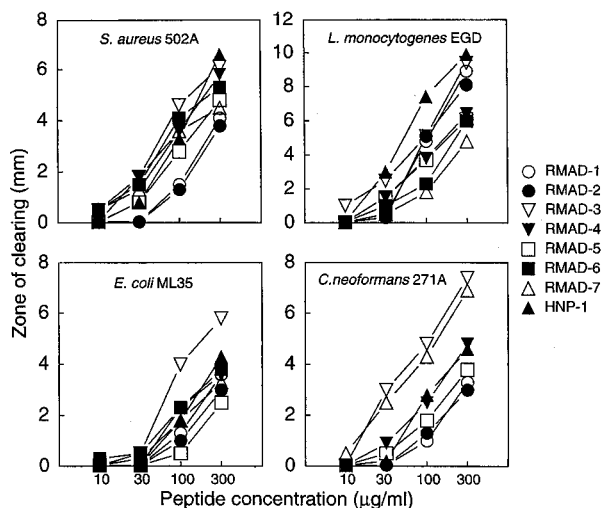 S. aureus 502A
L. monocytogenes EGD
8
6
4
2
0
12
10
8
6
4
2
0
RMAD-1
RMAD-2
RMAD-3
RMAD-4
RMAD-5
RMAD-6
RMAD-7
HNP-1
Zone of clearing (mm)
E. coli ML35
C.neoformans 271A
8
6
4
2
0
8
6
4
2
0
10 30 100 300
10 30 100 300
Peptide concentration (μg/ml)